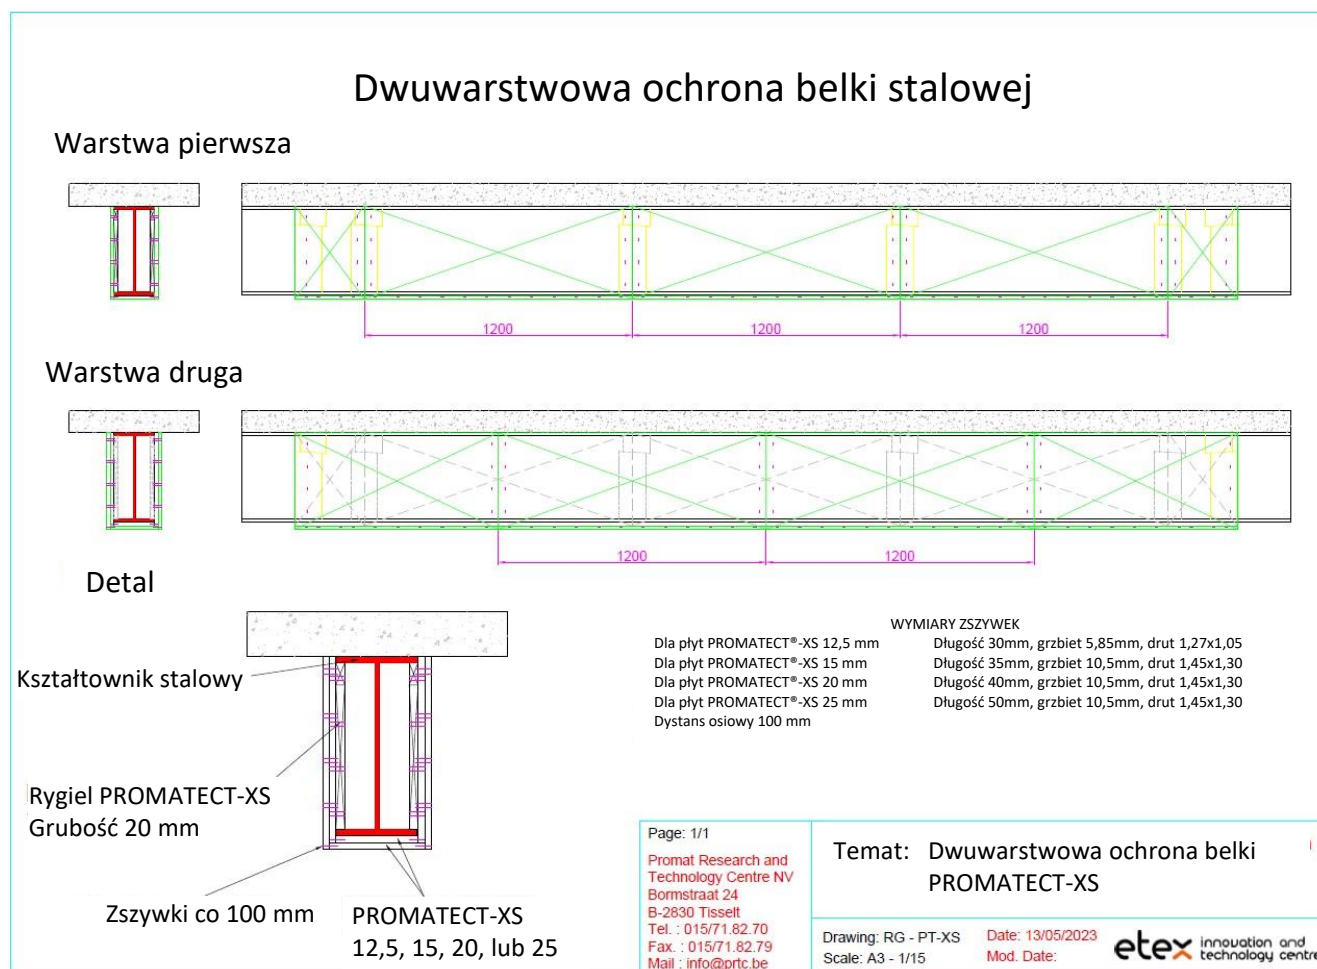 Dwuwarstwowa ochrona belki stalowej
Warstwa pierwsza
1200
1200
1200
Warstwa druga
1200
1200
Detal
Kształtownik stalowy
Rygiel PROMATECT-XS
Grubość 20 mm
Zszywki co 100 mm
PROMATECT-XS
12,5, 15, 20, lub 25
WYMIARY ZSZYWEK
Dla płyt PROMATECT®-XS 12,5 mm Długość 30mm, grzbiet 5,85mm, drut 1,27x1,05
Dla płyt PROMATECT®-XS 15 mm Długość 35mm, grzbiet 10,5mm, drut 1,45x1,30
Dla płyt PROMATECT®-XS 20 mm Długość 40mm, grzbiet 10,5mm, drut 1,45x1,30
Dla płyt PROMATECT®-XS 25 mm Długość 50mm, grzbiet 10,5mm, drut 1,45x1,30
Dystans osiowy 100 mm
Page: 1/1
Promat Research and
Technology Centre NV
Bormstraat 24
B-2830 Tisselt
Tel. : 015/71.82.70
Fax. : 015/71.82.79
Mail : info@prtc.be
Temat: Dwuwarstwowa ochrona belki
PROMATECT-XS
Drawing: RG - PT-XS
Scale: A3 - 1/15
Date: 13/05/2023
Mod. Date:
etex innovation and
technology centre